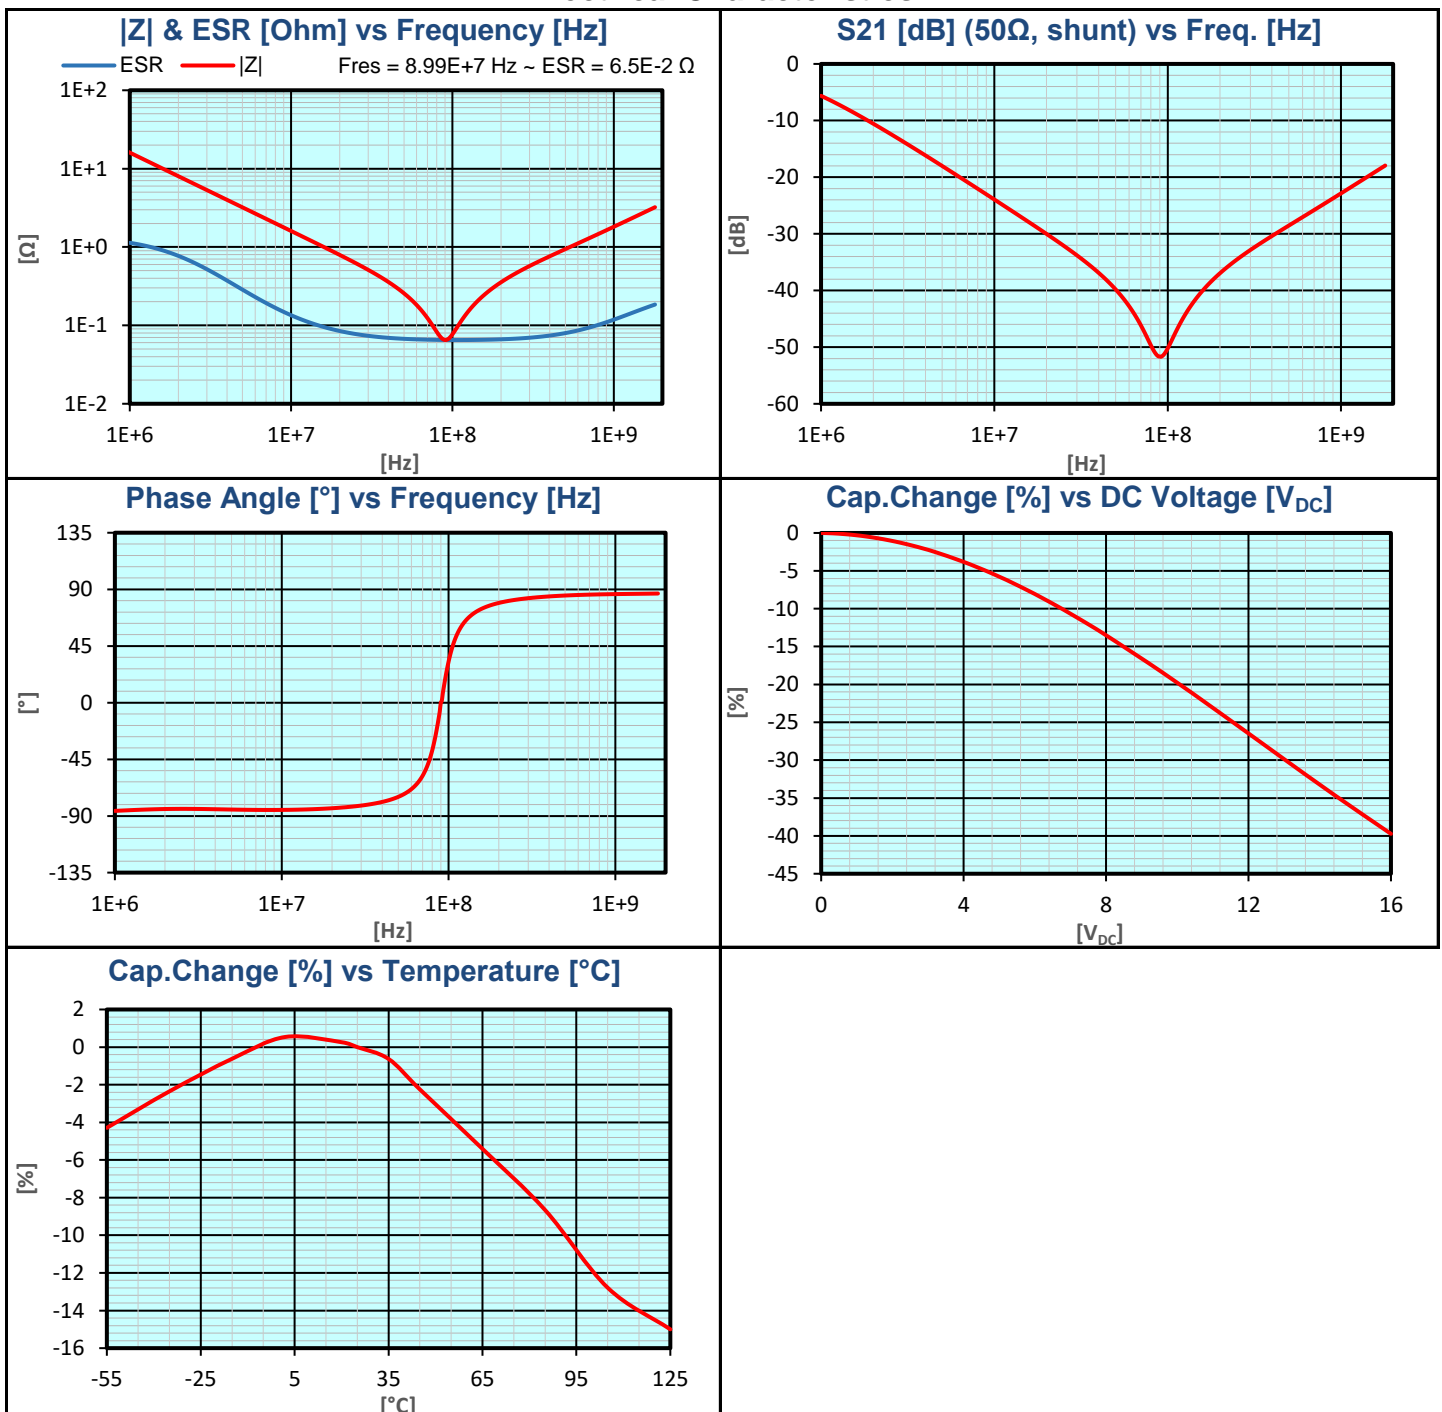 |Z| & ESR [Ohm] vs Frequency [Hz]
ESR |Z| Fres = 8.99E+7 Hz ~ ESR = 6.5E-2 Ω
1E+2
1E+1
1E+0
1E-1
1E-2
[Ω]
1E+6 1E+7 1E+8 1E+9
[Hz]
S21 [dB] (50Ω, shunt) vs Freq. [Hz]
0
-10
-20
-30
-40
-50
-60
[dB]
1E+6 1E+7 1E+8 1E+9
[Hz]
Phase Angle [°] vs Frequency [Hz]
135
90
45
0
-45
-90
-135
[°]
1E+6 1E+7 1E+8 1E+9
[Hz]
Cap.Change [%] vs DC Voltage [VDC]
0
-5
-10
-15
-20
-25
-30
-35
-40
-45
[%]
0 4 8 12 16
[VDC]
Cap.Change [%] vs Temperature [°C]
2
0
-2
-4
-6
-8
-10
-12
-14
-16
[%]
-55 -25 5 35 65 95 125
[°C]